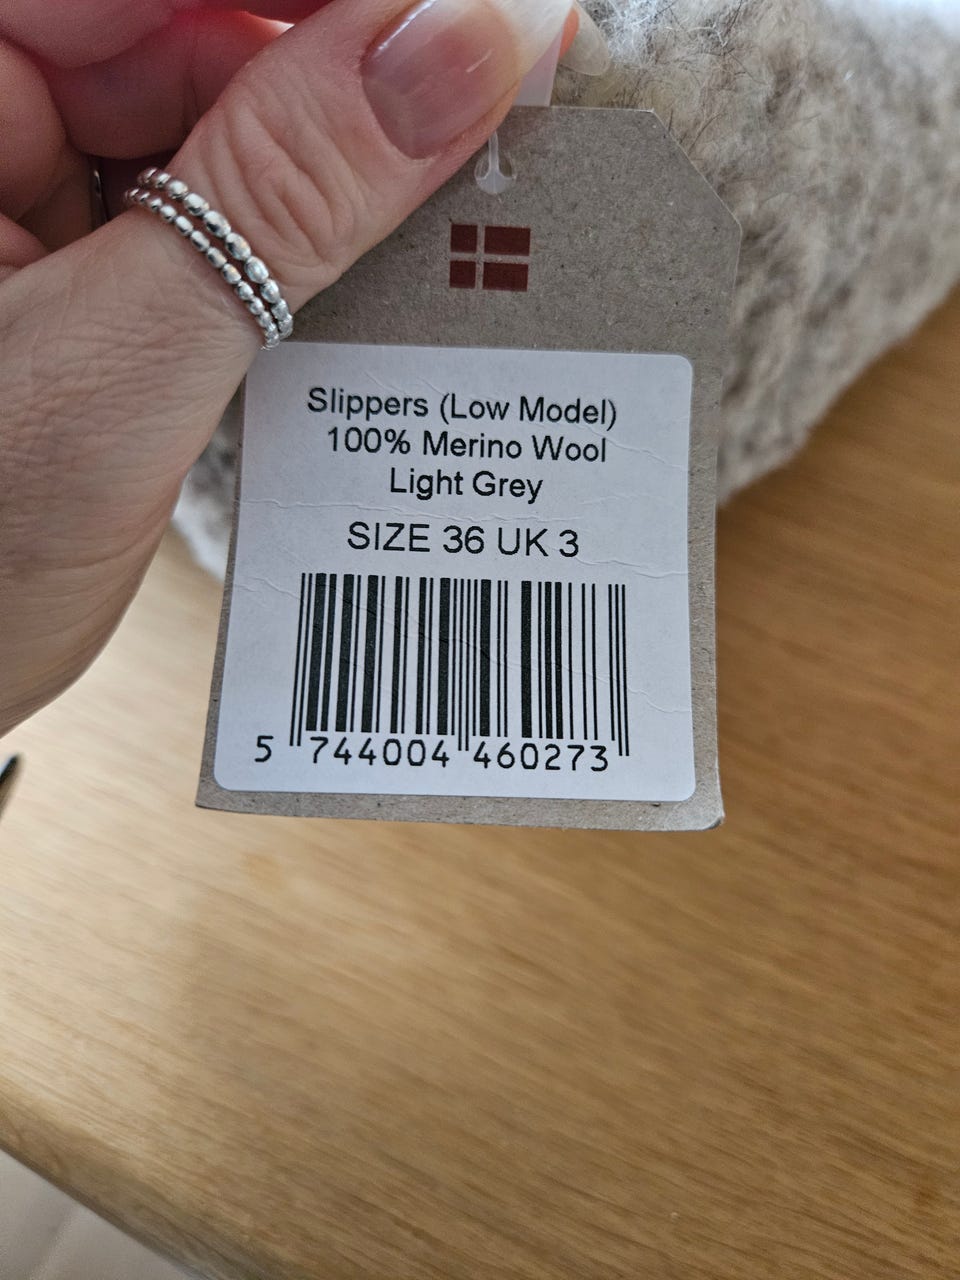 Slippers (Low Model)
100% Merino Wool
Light Grey
SIZE 36 UK 3
5 744004 460273